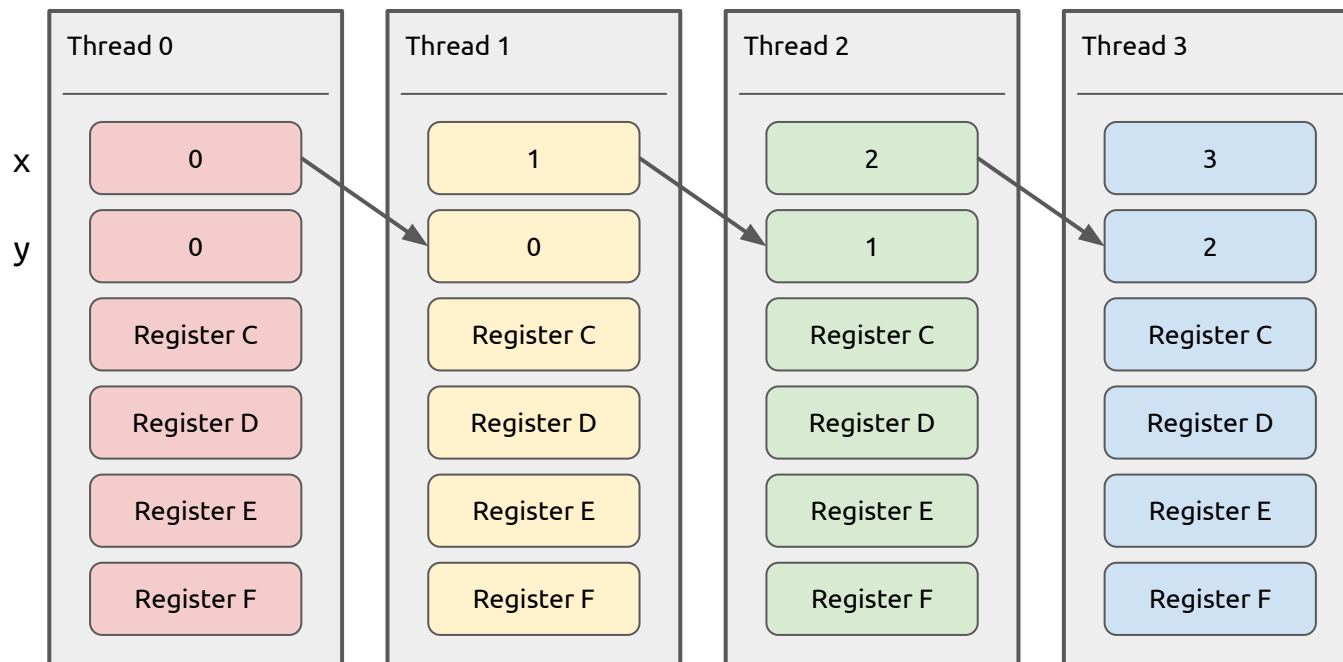 Thread 0 Thread 1 Thread 2 Thread 3
x 0 1 2 3
y 0 0 1 2
Register C Register C Register C Register C
Register D Register D Register D Register D
Register E Register E Register E Register E
Register F Register F Register F Register F